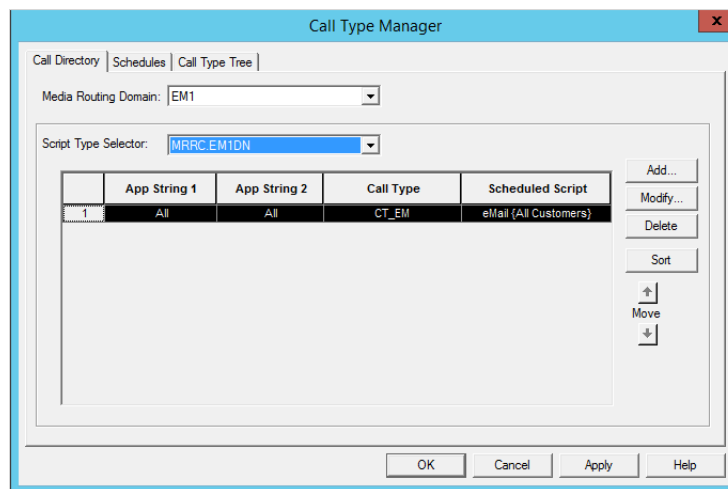 Call Type Manager
x
Call Directory Schedules Call Type Tree
Media Routing Domain: EM1
Script Type Selector: MRRC.EM1DN
App String 1 App String 2 Call Type Scheduled Script
1 All All CT_EM eMail {All Customers}
Add...
Modify...
Delete
Sort
Move
OK Cancel Apply Help